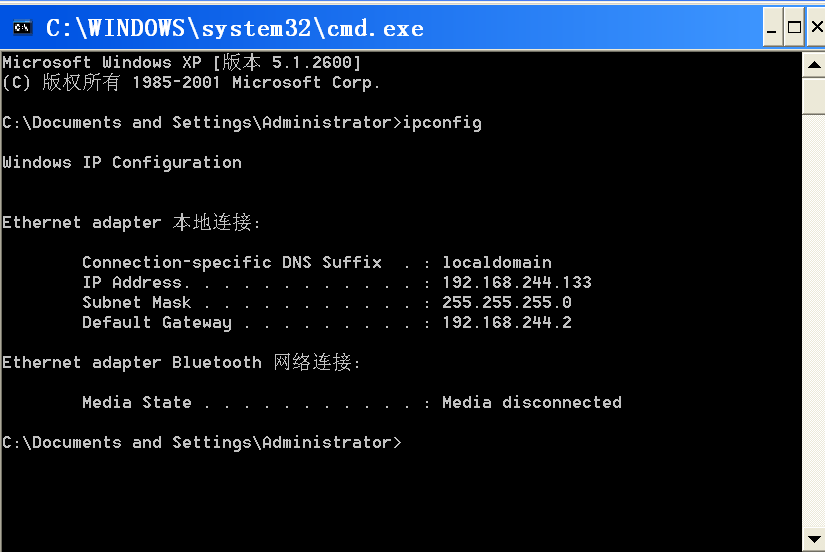 C:\WINDOWS\system32\cmd.exe
Microsoft Windows XP [版本 5.1.2600]
(C) 版权所有 1985-2001 Microsoft Corp.
C:\Documents and Settings\Administrator>ipconfig
Windows IP Configuration
Ethernet adapter 本地连接:
Connection-specific DNS Suffix  . : localdomain
IP Address. . . . . . . . . . . . : 192.168.244.133
Subnet Mask . . . . . . . . . . . : 255.255.255.0
Default Gateway . . . . . . . . . : 192.168.244.2
Ethernet adapter Bluetooth 网络连接:
Media State . . . . . . . . . . . : Media disconnected
C:\Documents and Settings\Administrator>